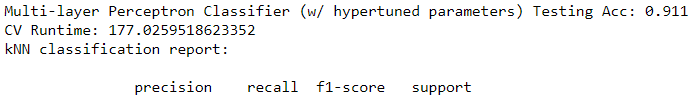 Multi-layer Perceptron Classifier (w/ hypertuned parameters) Testing Acc: 0.911
CV Runtime: 177.0259518623352
kNN classification report:
precision recall f1-score support